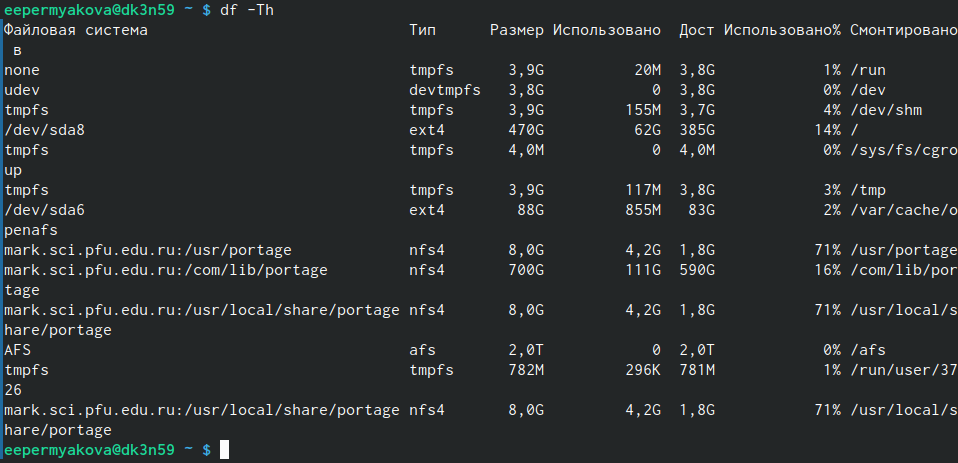 eepermyakova@dk3n59 ~ $ df -Th
Файловая система Тип Размер Использовано Дост Использовано% Смонтировано
в
none tmpfs 3,9G 20M 3,8G 1% /run
udev devtmpfs 3,8G 0 3,8G 0% /dev
tmpfs tmpfs 3,9G 155M 3,7G 4% /dev/shm
/dev/sda8 ext4 470G 62G 385G 14% /
tmpfs tmpfs 4,0M 0 4,0M 0% /sys/fs/cgro
up
tmpfs tmpfs 3,9G 117M 3,8G 3% /tmp
/dev/sda6 ext4 88G 855M 83G 2% /var/cache/o
penafs
mark.sci.pfu.edu.ru:/usr/portage nfs4 8,0G 4,2G 1,8G 71% /usr/portage
mark.sci.pfu.edu.ru:/com/lib/portage nfs4 700G 111G 590G 16% /com/lib/por
tage
mark.sci.pfu.edu.ru:/usr/local/share/portage nfs4 8,0G 4,2G 1,8G 71% /usr/local/s
hare/portage
AFS afs 2,0T 0 2,0T 0% /afs
tmpfs tmpfs 782M 296K 781M 1% /run/user/37
26
mark.sci.pfu.edu.ru:/usr/local/share/portage nfs4 8,0G 4,2G 1,8G 71% /usr/local/s
hare/portage
eepermyakova@dk3n59 ~ $